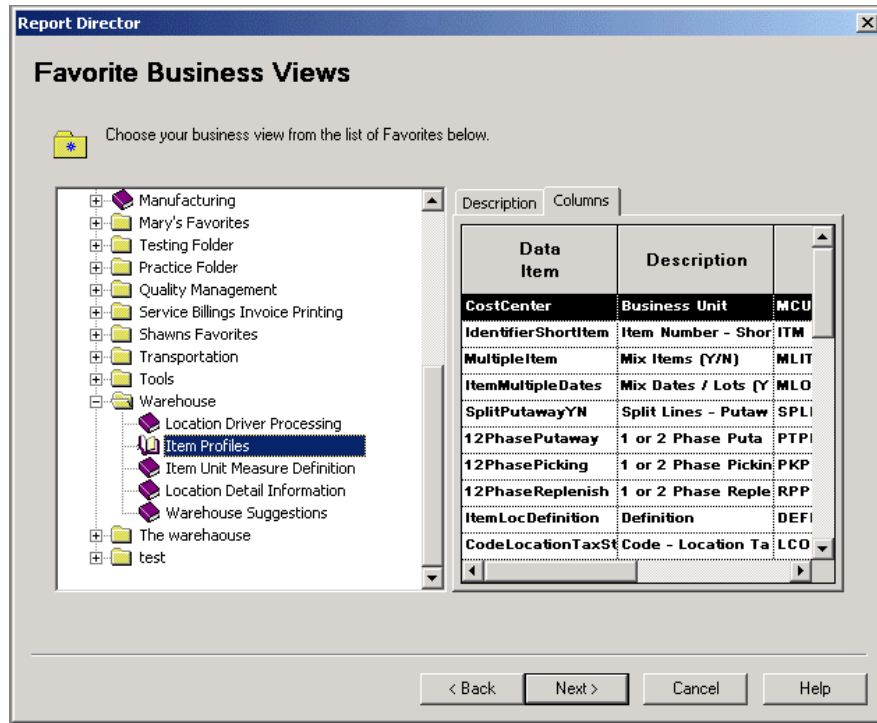 Report Director
Favorite Business Views
Choose your business view from the list of Favorites below.
Manufacturing
Mary's Favorites
Testing Folder
Practice Folder
Quality Management
Service Billings Invoice Printing
Shawns Favorites
Transportation
Tools
Warehouse
Location Driver Processing
Item Profiles
Item Unit Measure Definition
Location Detail Information
Warehouse Suggestions
The warehaouse
test
Description Columns
Data Item Description
CostCenter Business Unit MCU
IdentifierShortItem Item Number - Shor ITM
MultipleItem Mix Items (Y/N) MLIT
ItemMultipleDates Mix Dates / Lots (Y MLO
SplitPutawayYN Split Lines - Putaw SPLI
12PhasePutaway 1 or 2 Phase Puta PTPI
12PhasePicking 1 or 2 Phase Pickin PKP
12PhaseReplenish 1 or 2 Phase Reple RPP
ItemLocDefinition Definition DEFI
CodeLocationTaxSt Code - Location Ta LCO
< Back Next > Cancel Help